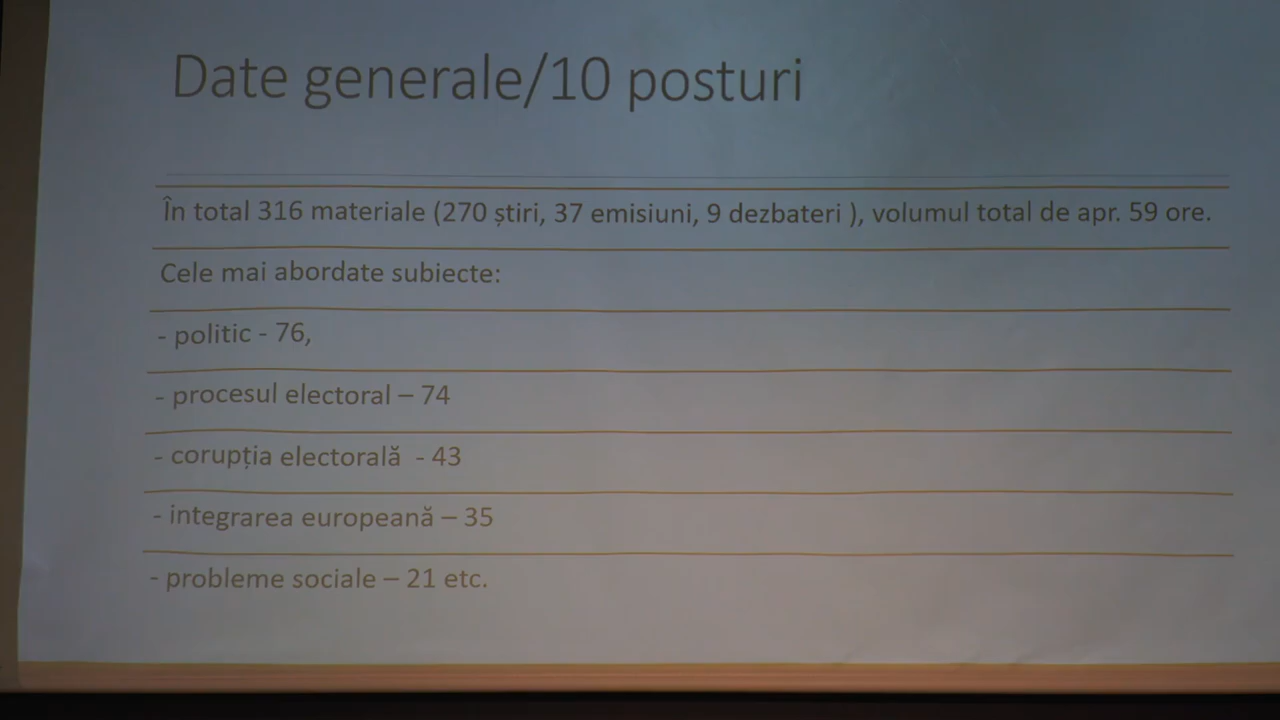 Date generale/10 posturi
În total 316 materiale (270 știri, 37 emisiuni, 9 dezbateri ), volumul total de apr. 59 ore.
Cele mai abordate subiecte:
- politic - 76,
- procesul electoral – 74
- corupția electorală  - 43
- integrarea europeană – 35
- probleme sociale – 21 etc.